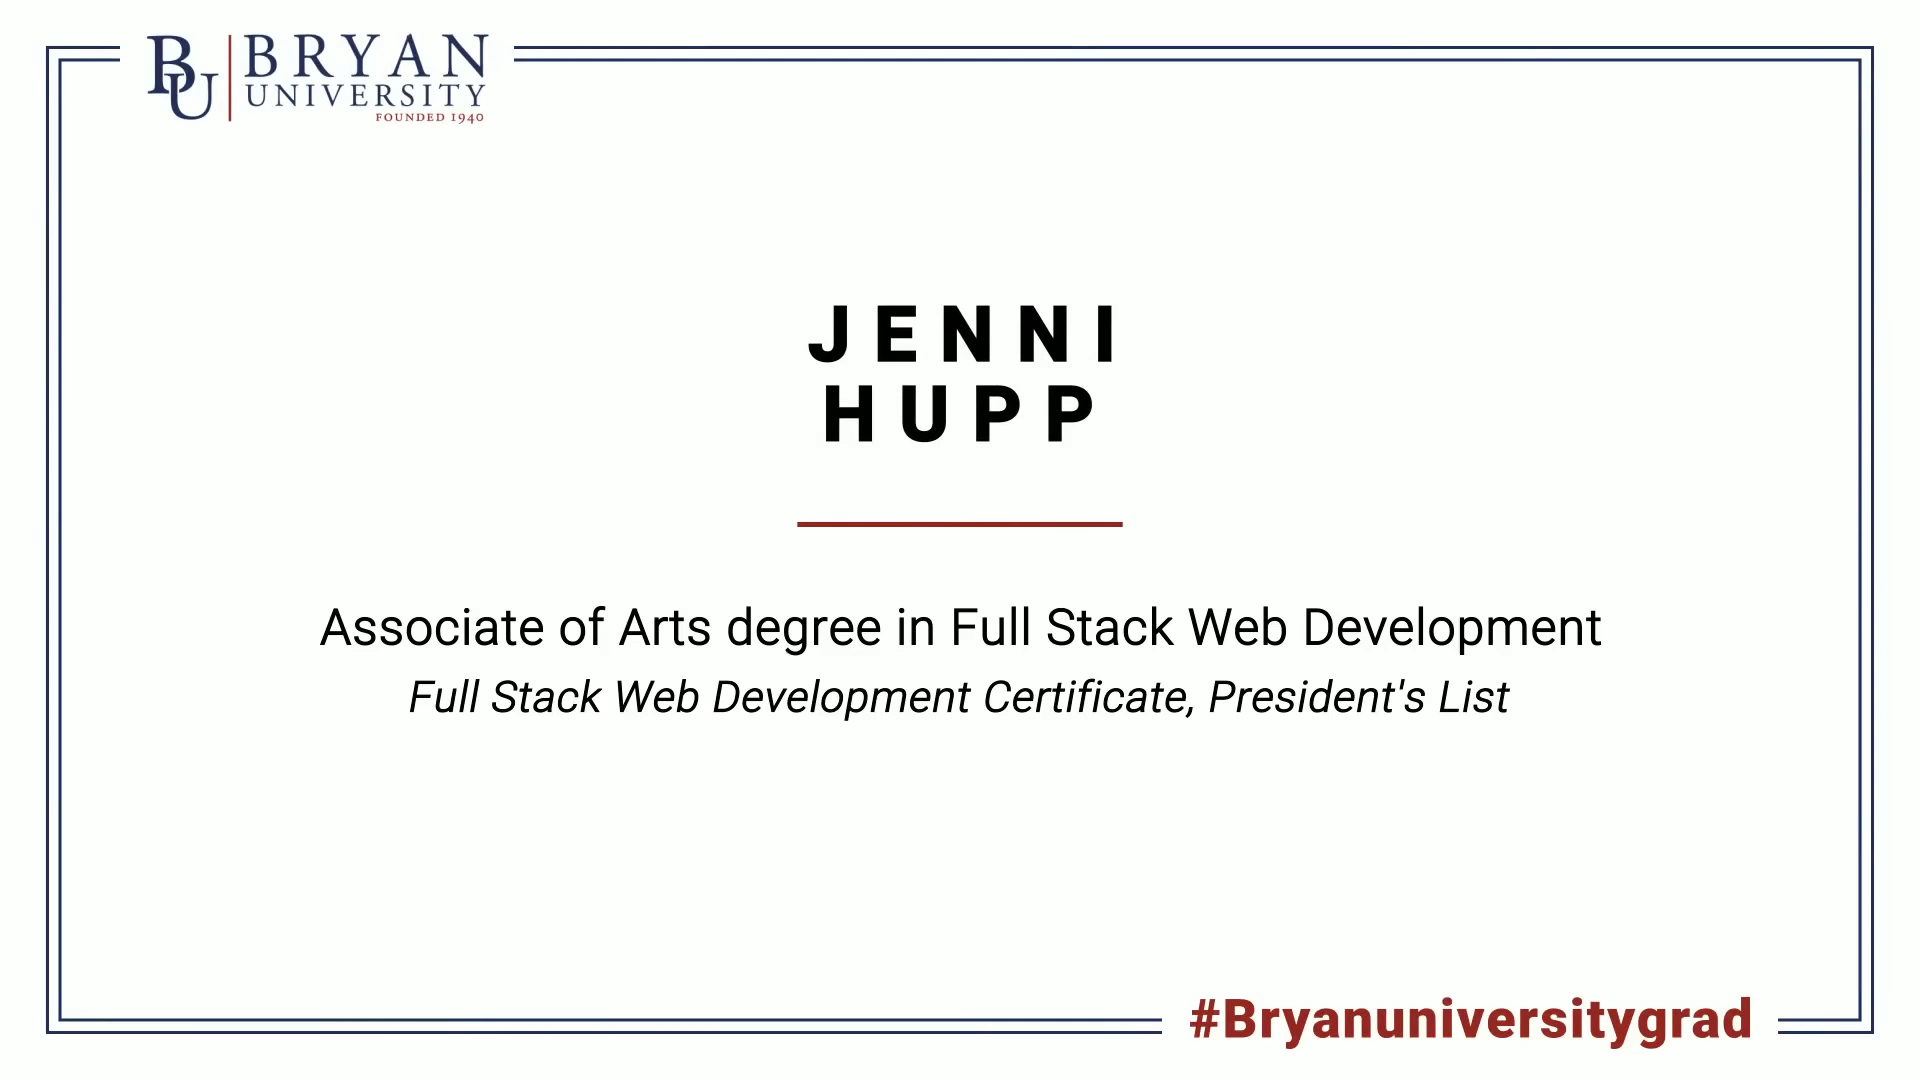 BU BRYAN
UNIVERSITY
FOUNDED 1940
JENNI
HUPP
Associate of Arts degree in Full Stack Web Development
Full Stack Web Development Certificate, President's List
#Bryanuniversitygrad